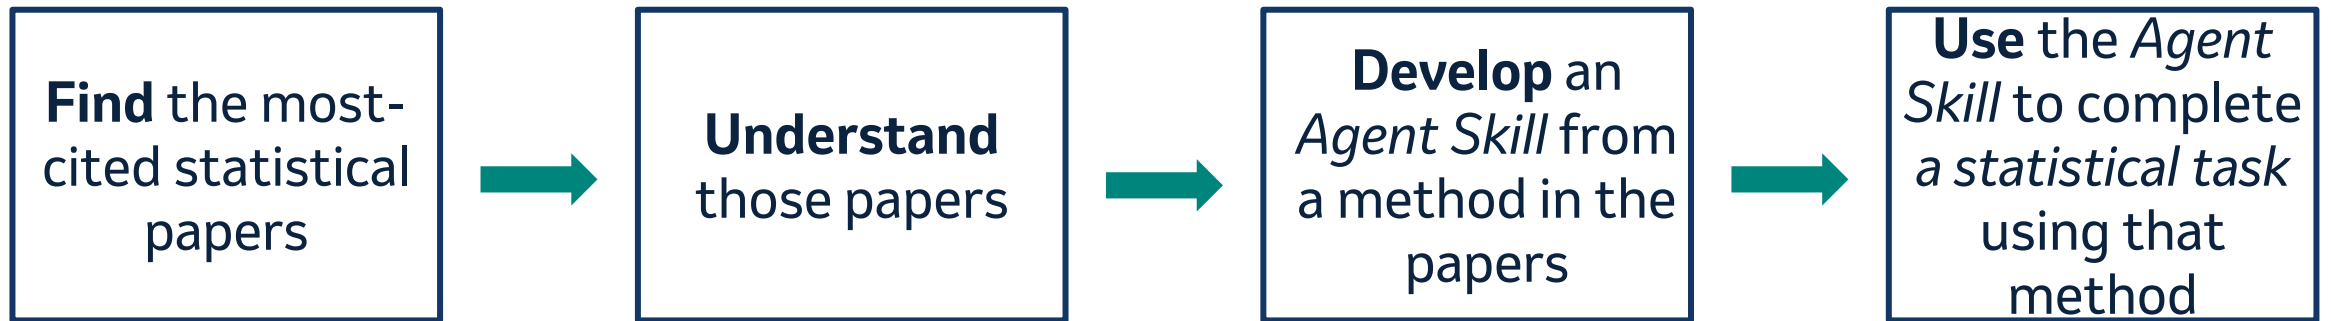 Find the most-
cited statistical
papers
Understand
those papers
Develop an
Agent Skill from
a method in the
papers
Use the Agent
Skill to complete
a statistical task
using that
method